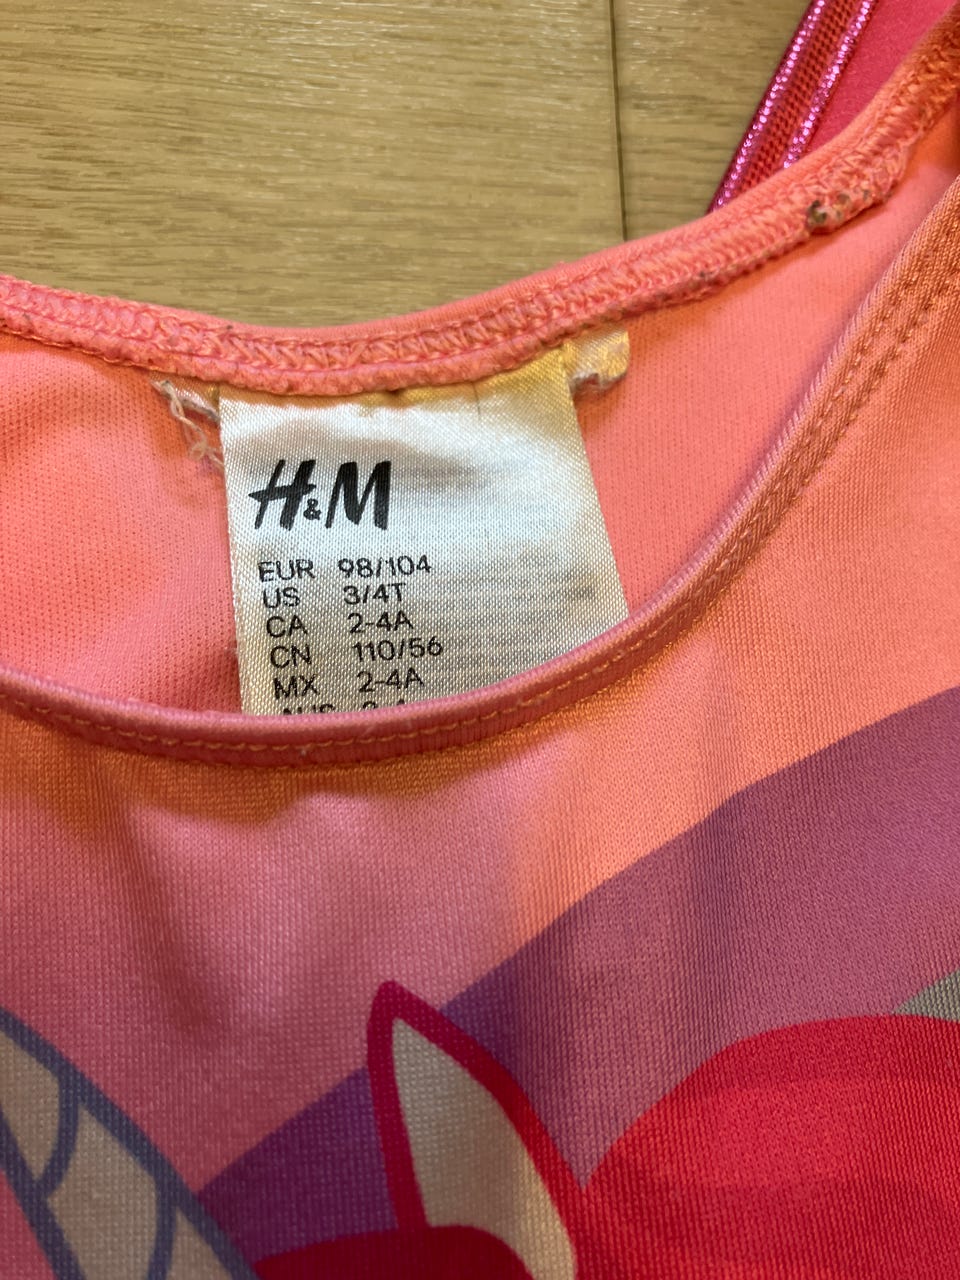 H&M
EUR 98/104
US 3/4T
CA 2-4A
CN 110/56
MX 2-4A